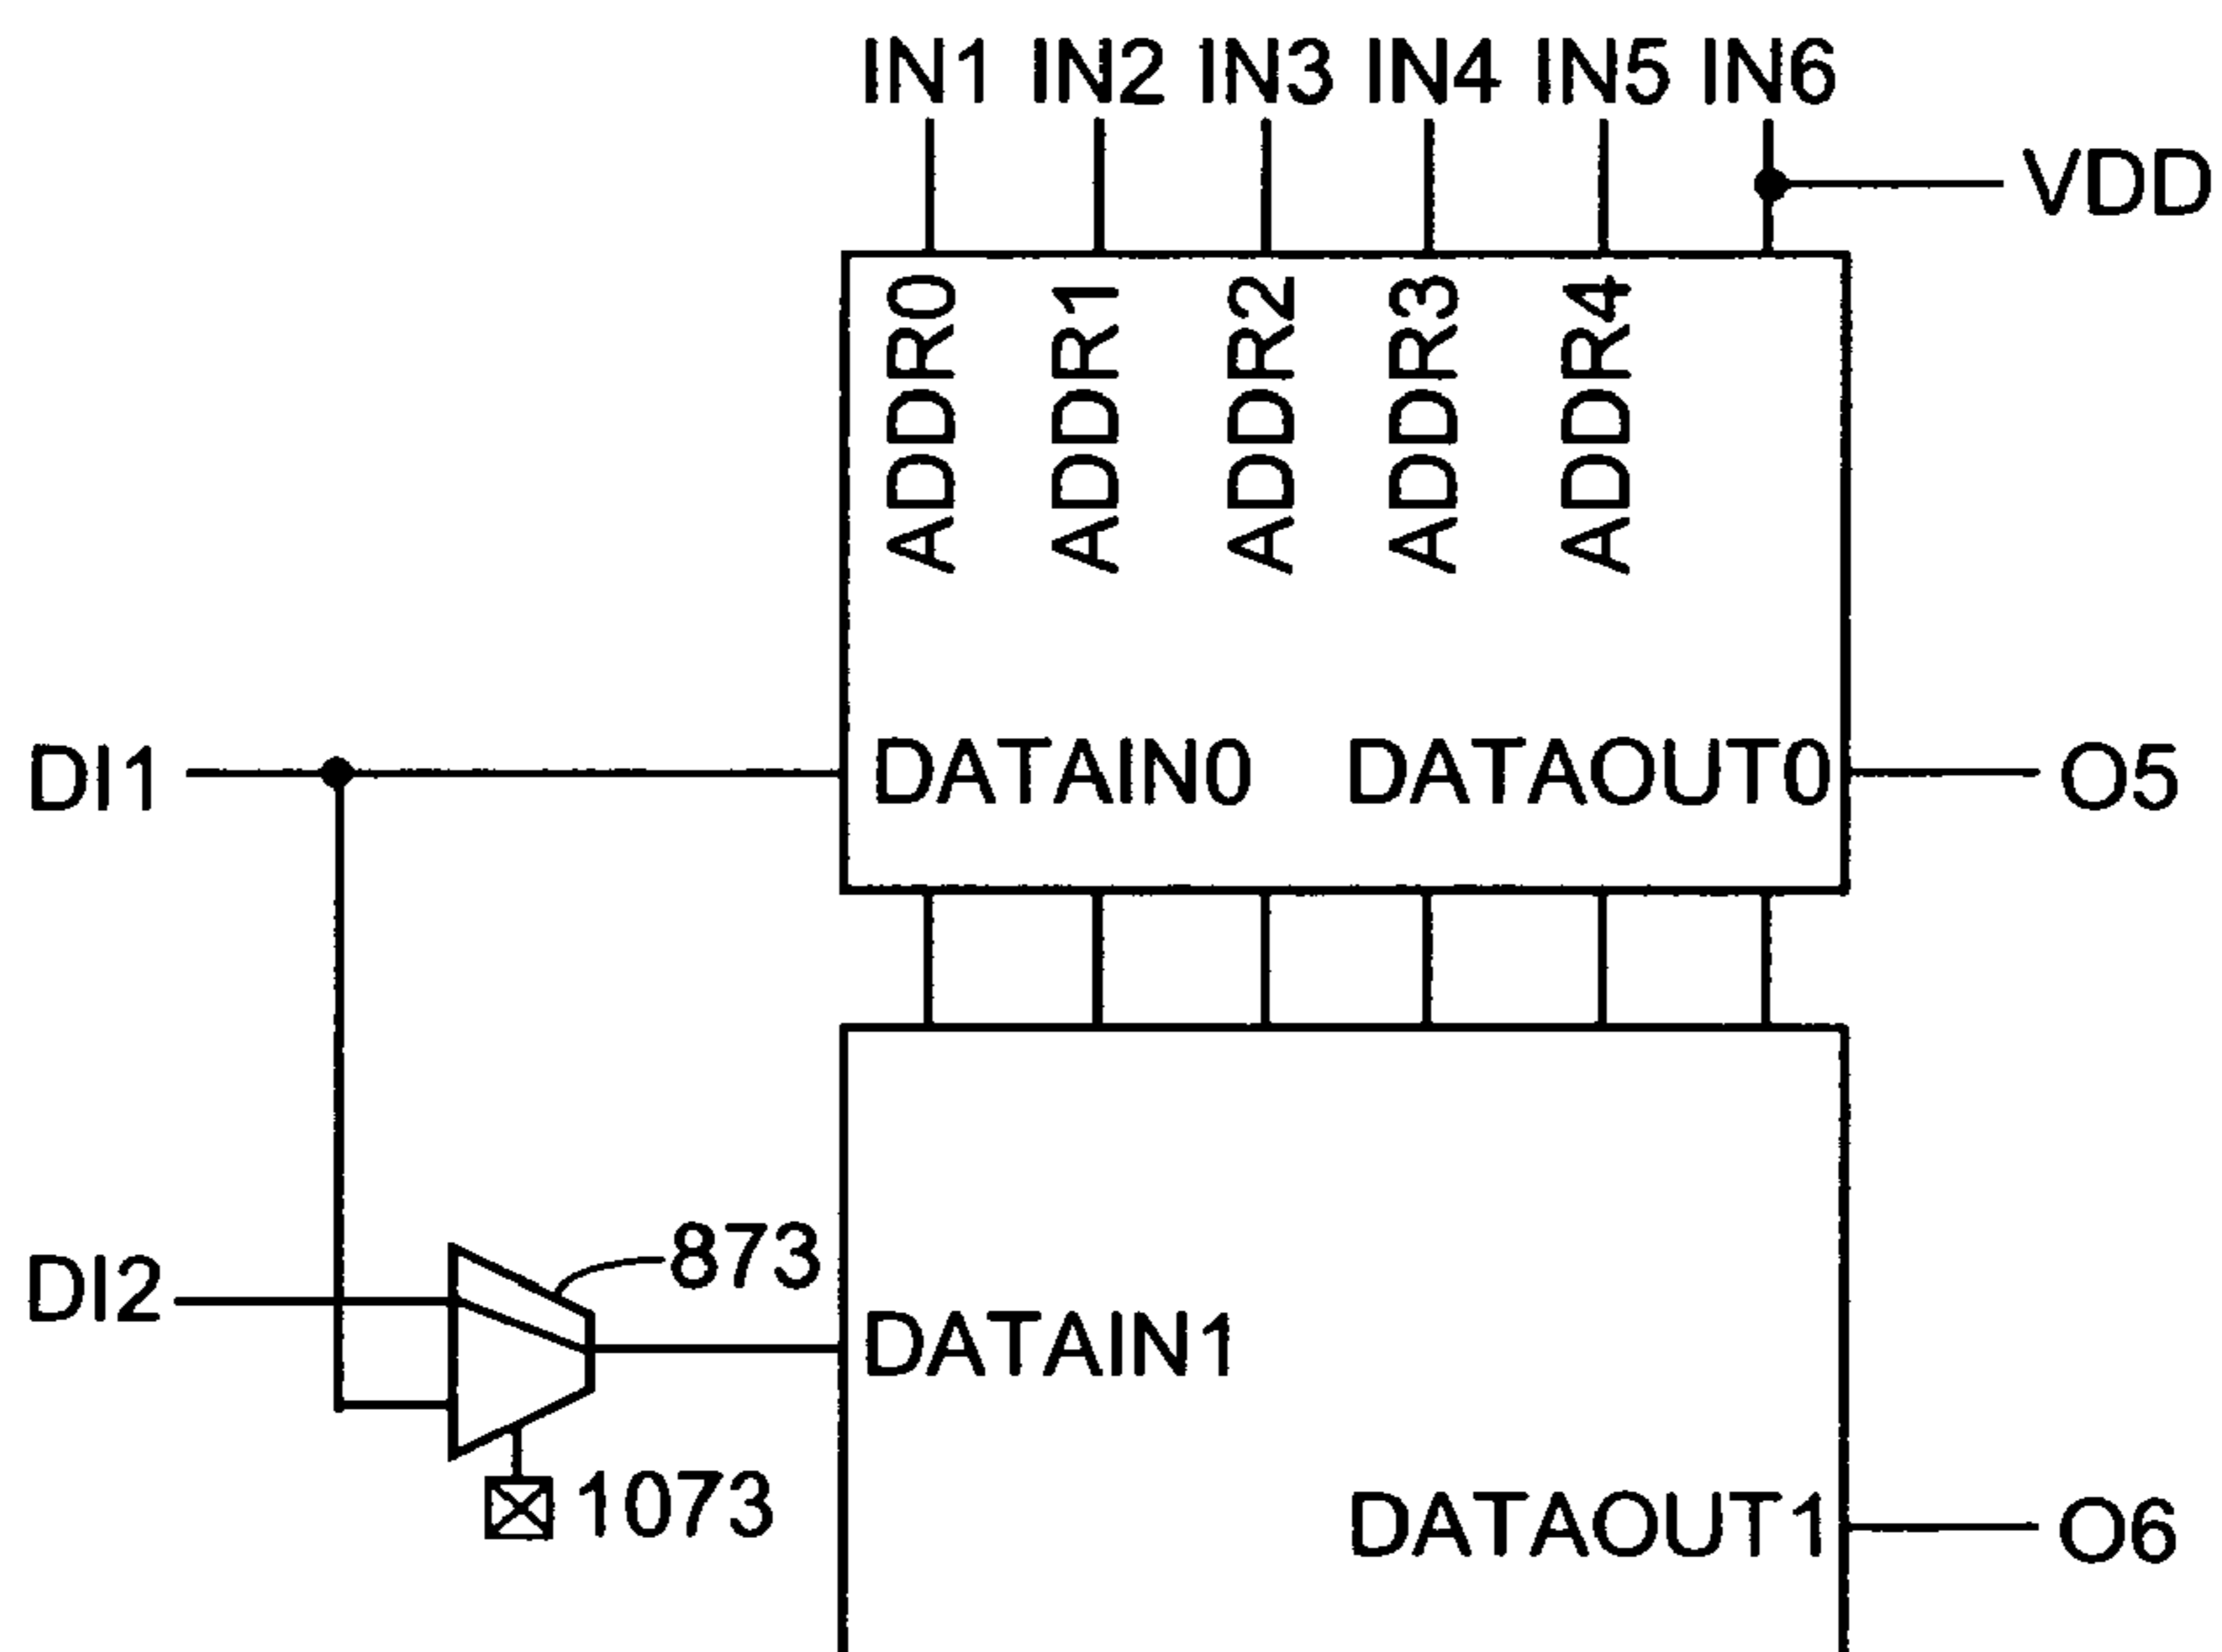 IN1 IN2 IN3 IN4 IN5 IN6
VDD
ADDR0
ADDR1
ADDR2
ADDR3
ADDR4
DI1
DATAIN0
DATAOUT0
O5
873
DI2
DATAIN1
1073
DATAOUT1
O6